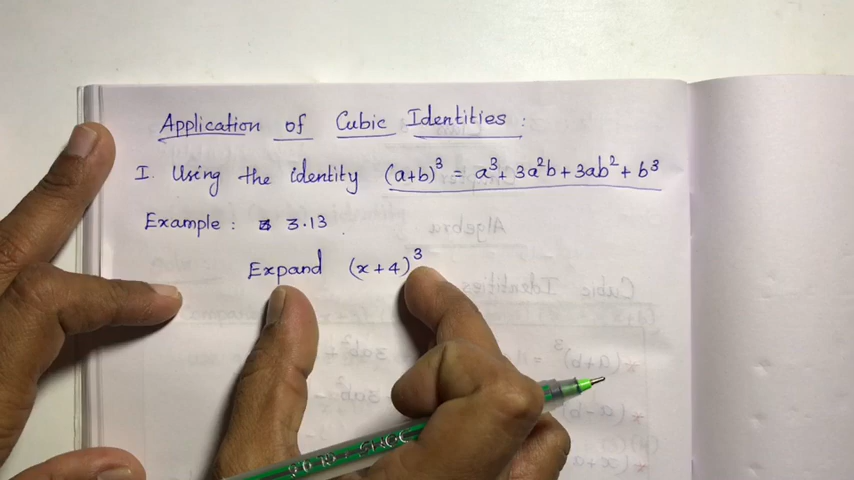 Application of Cubic Identities :
I. Using the identity (a+b)³ = a³ + 3a²b + 3ab² + b³
Example : 3.13 .
Expand (x+4)³